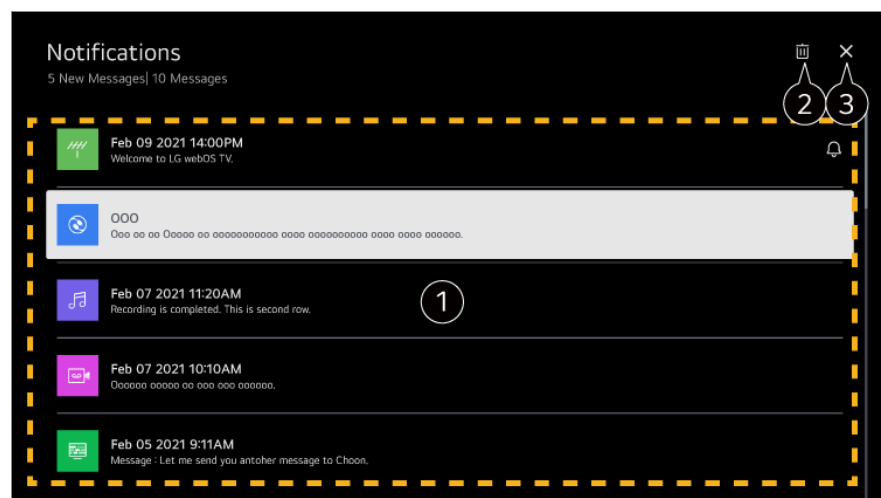 Notifications
5 New Messages| 10 Messages
2 3
Feb 09 2021 14:00PM
Welcome to LG webOS TV.
OOO
Ooo oo oo Ooooo oo ooooooooooo oooo oooooooooo oooo oooo oooooo.
Feb 07 2021 11:20AM
Recording is completed. This is second row.
1
Feb 07 2021 10:10AM
Oooooo ooooo oo ooo ooo oooooo.
Feb 05 2021 9:11AM
Message : Let me send you antoher message to Choon.